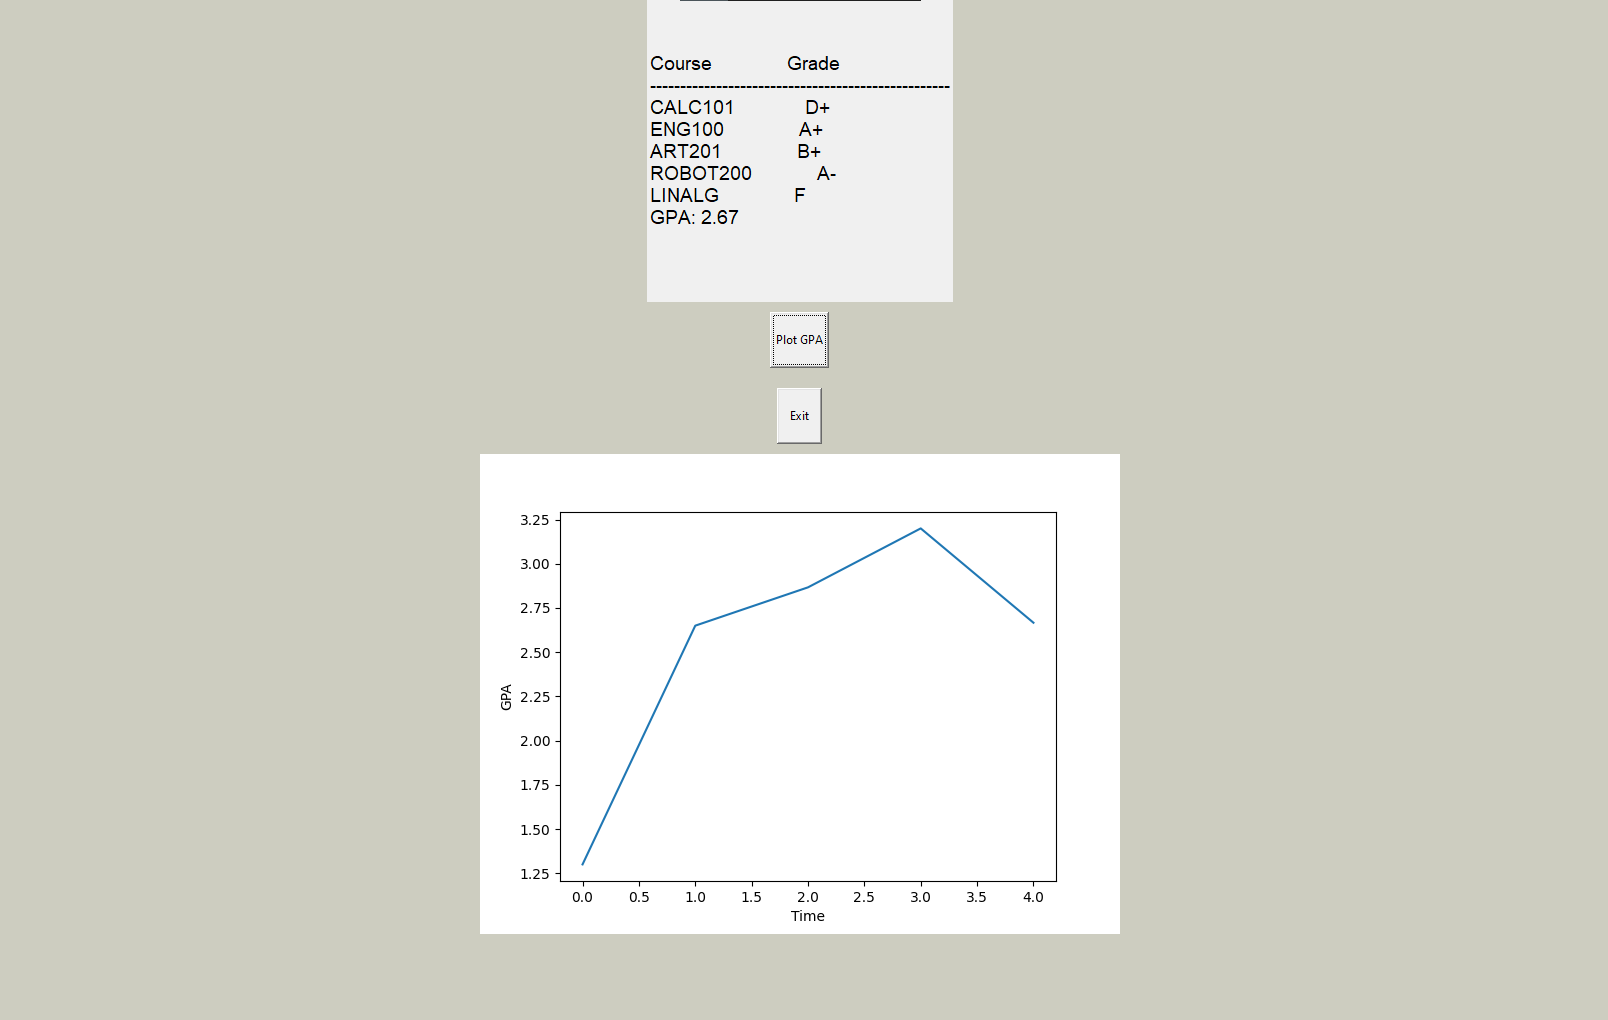 Course Grade
--------------------------------------------------
CALC101 D+
ENG100 A+
ART201 B+
ROBOT200 A-
LINALG F
GPA: 2.67
Plot GPA
Exit
3.25
3.00
2.75
2.50
2.25
2.00
1.75
1.50
1.25
GPA
0.0 0.5 1.0 1.5 2.0 2.5 3.0 3.5 4.0
Time